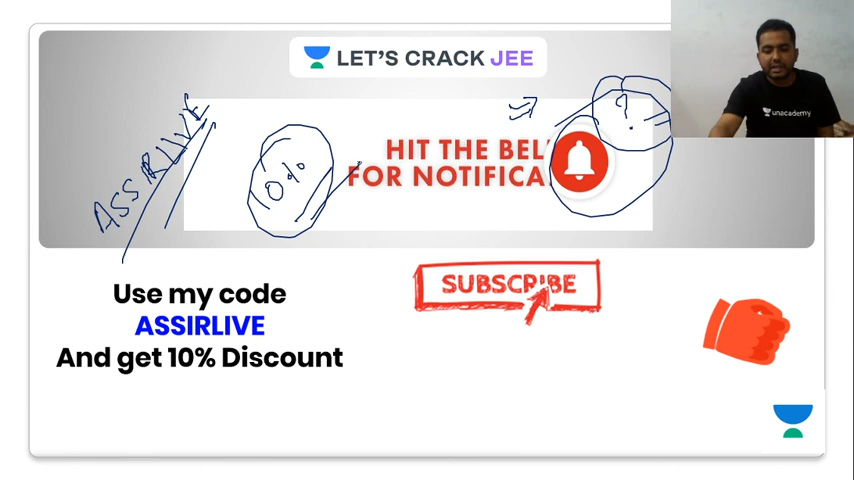 LET'S CRACK JEE
unacademy
?
ASSIRLIVE
10%
HIT THE BEL
FOR NOTIFICA
SUBSCRIBE
Use my code
ASSIRLIVE
And get 10% Discount